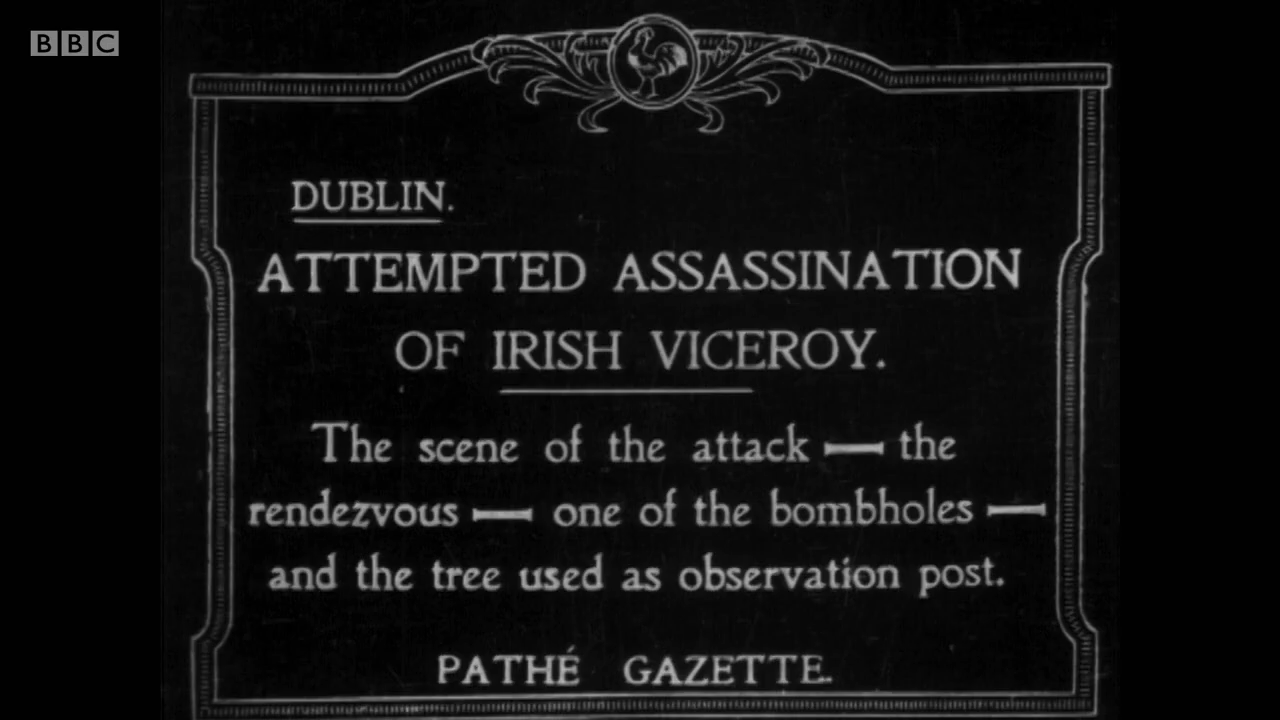 BBC
DUBLIN.
ATTEMPTED ASSASSINATION
OF IRISH VICEROY.
The scene of the attack — the
rendezvous — one of the bombholes —
and the tree used as observation post.
PATHÉ GAZETTE.